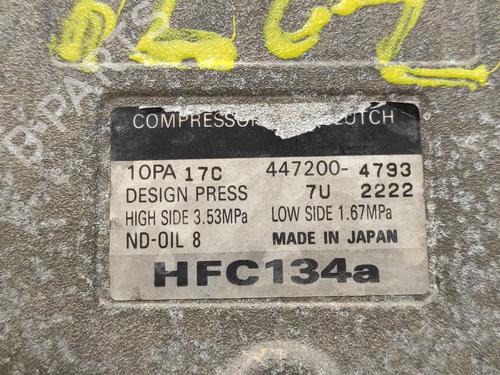 COMPRESSOR CLUTCH
10PA 17C 447200-4793
DESIGN PRESS 7U 2222
HIGH SIDE 3.53MPa LOW SIDE 1.67MPa
ND-OIL 8 MADE IN JAPAN
HFC134a